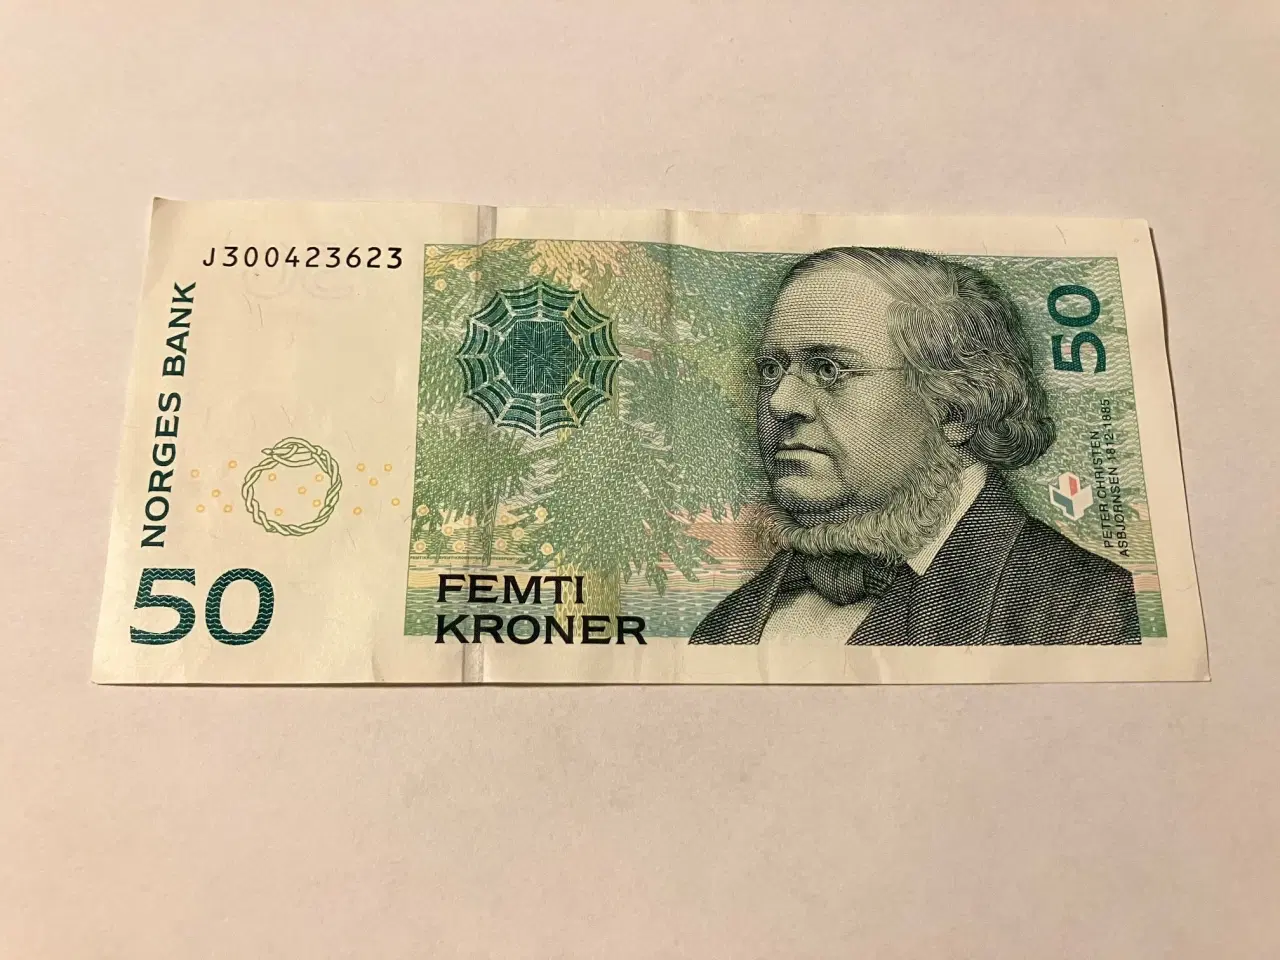 J300423623
NORGES BANK
50
FEMTI
KRONER
50
PETER CHRISTEN
ASBJØRNSEN 1812-1885